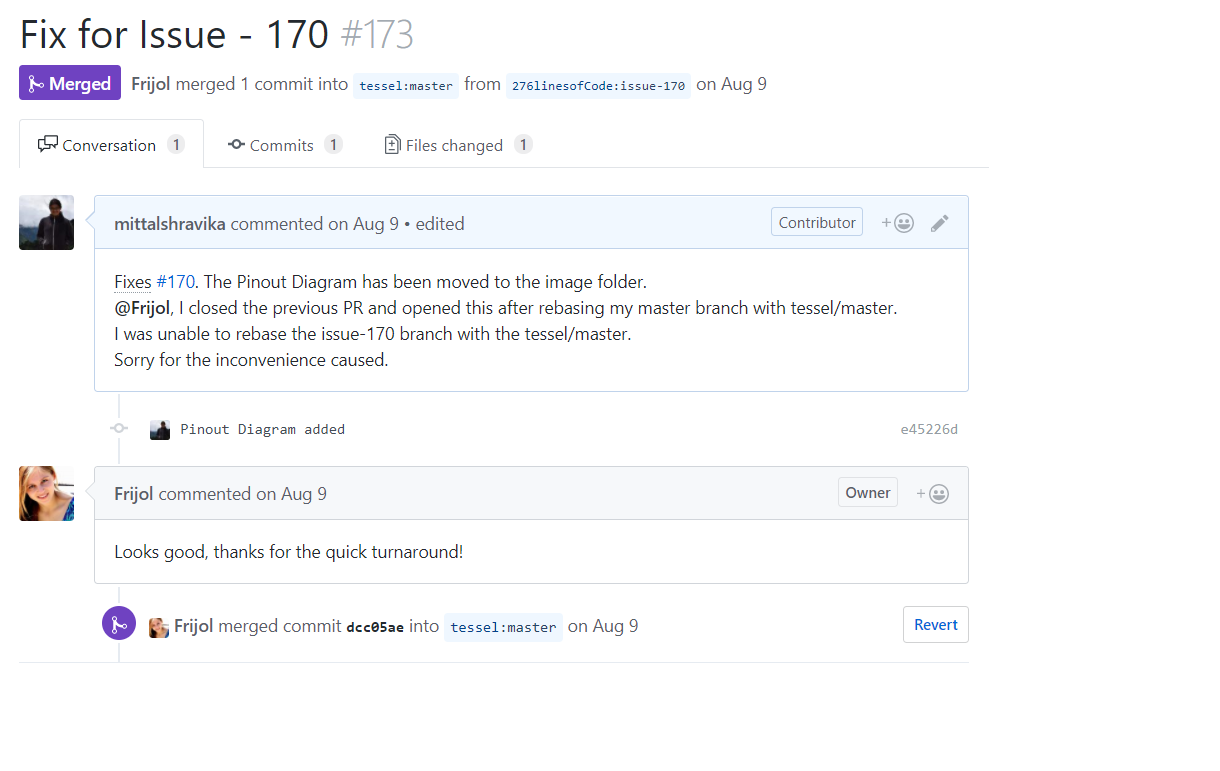 Fix for Issue - 170 #173
Merged Frijol merged 1 commit into tessel:master from 276linesofCode:issue-170 on Aug 9
Conversation 1 Commits 1 Files changed 1
mittalshravika commented on Aug 9 • edited Contributor +
Fixes #170. The Pinout Diagram has been moved to the image folder.
@Frijol, I closed the previous PR and opened this after rebasing my master branch with tessel/master.
I was unable to rebase the issue-170 branch with the tessel/master.
Sorry for the inconvenience caused.
Pinout Diagram added e45226d
Frijol commented on Aug 9 Owner +
Looks good, thanks for the quick turnaround!
Frijol merged commit dcc05ae into tessel:master on Aug 9 Revert